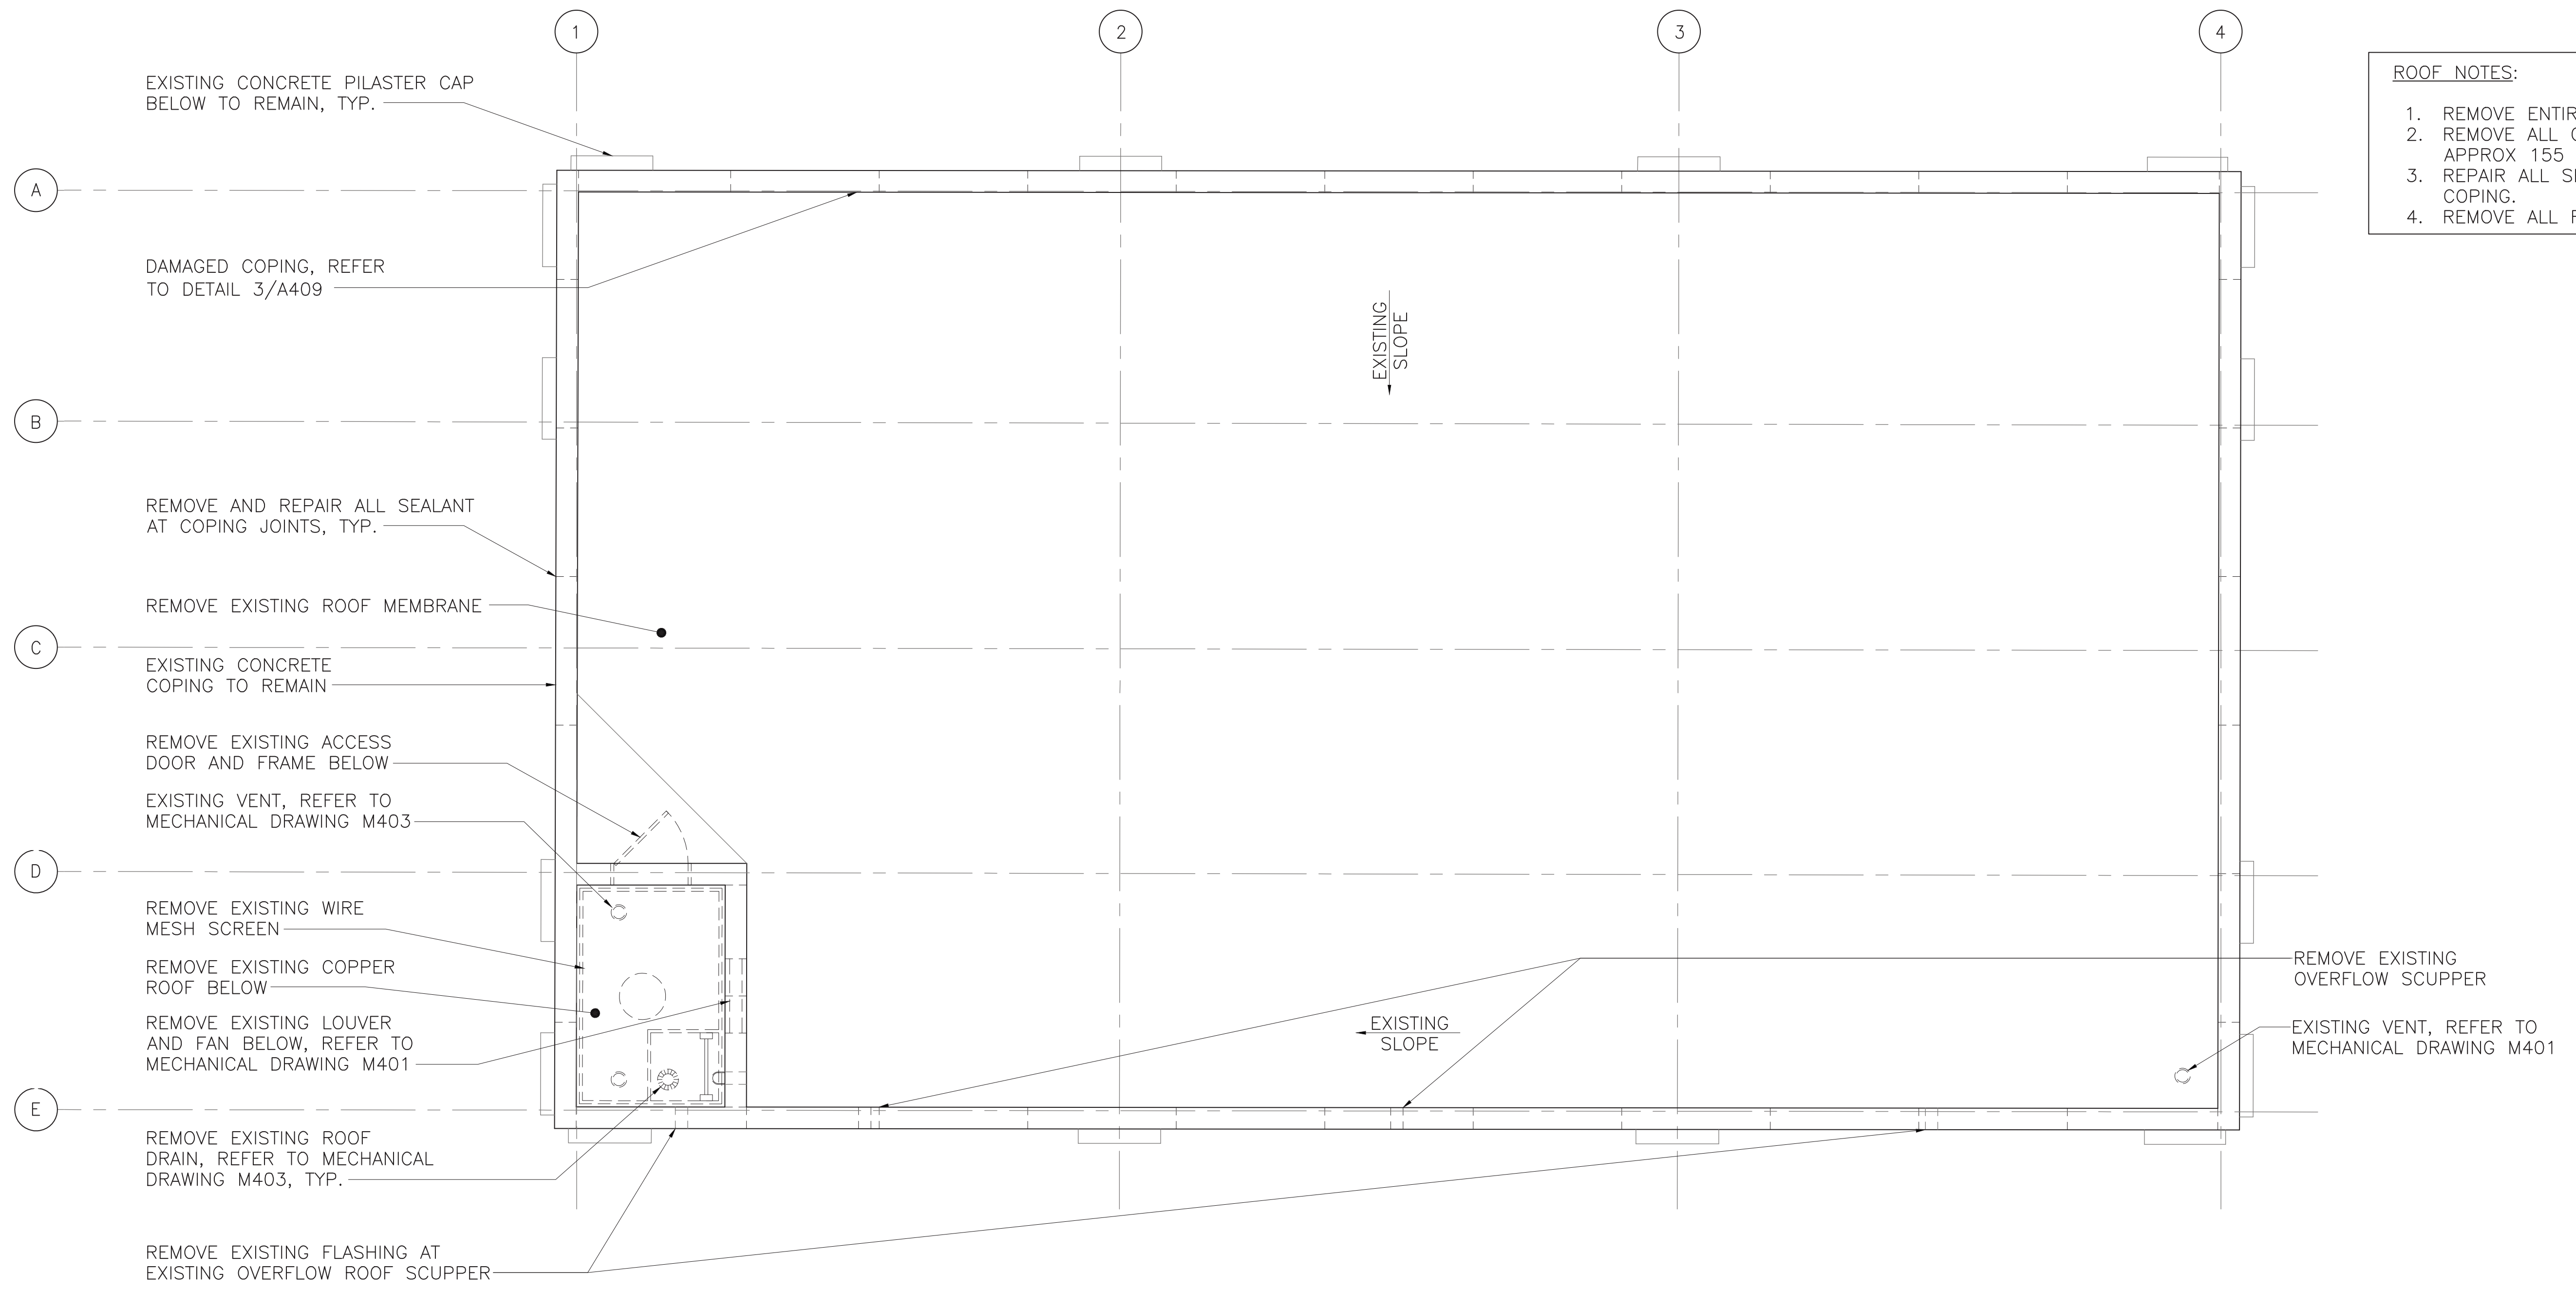 1
2
3
4
EXISTING CONCRETE PILASTER CAP
BELOW TO REMAIN, TYP.
ROOF NOTES:
1. REMOVE
2. REMOVE ALL
APPROX 155
3. REPAIR ALL
COPING.
4. REMOVE ALL
A
DAMAGED COPING, REFER
TO DETAIL 3/A409
EXISTING
SLOPE
B
REMOVE AND REPAIR ALL SEALANT
AT COPING JOINTS, TYP.
REMOVE EXISTING ROOF MEMBRANE
C
EXISTING CONCRETE
COPING TO REMAIN
REMOVE EXISTING ACCESS
DOOR AND FRAME BELOW
EXISTING VENT, REFER TO
MECHANICAL DRAWING M403
D
REMOVE EXISTING WIRE
MESH SCREEN
REMOVE EXISTING COPPER
ROOF BELOW
REMOVE EXISTING LOUVER
AND FAN BELOW, REFER TO
MECHANICAL DRAWING M401
EXISTING
SLOPE
REMOVE EXISTING
OVERFLOW SCUPPER
EXISTING VENT, REFER TO
MECHANICAL DRAWING M401
E
REMOVE EXISTING ROOF
DRAIN, REFER TO MECHANICAL
DRAWING M403, TYP.
REMOVE EXISTING FLASHING AT
EXISTING OVERFLOW ROOF SCUPPER